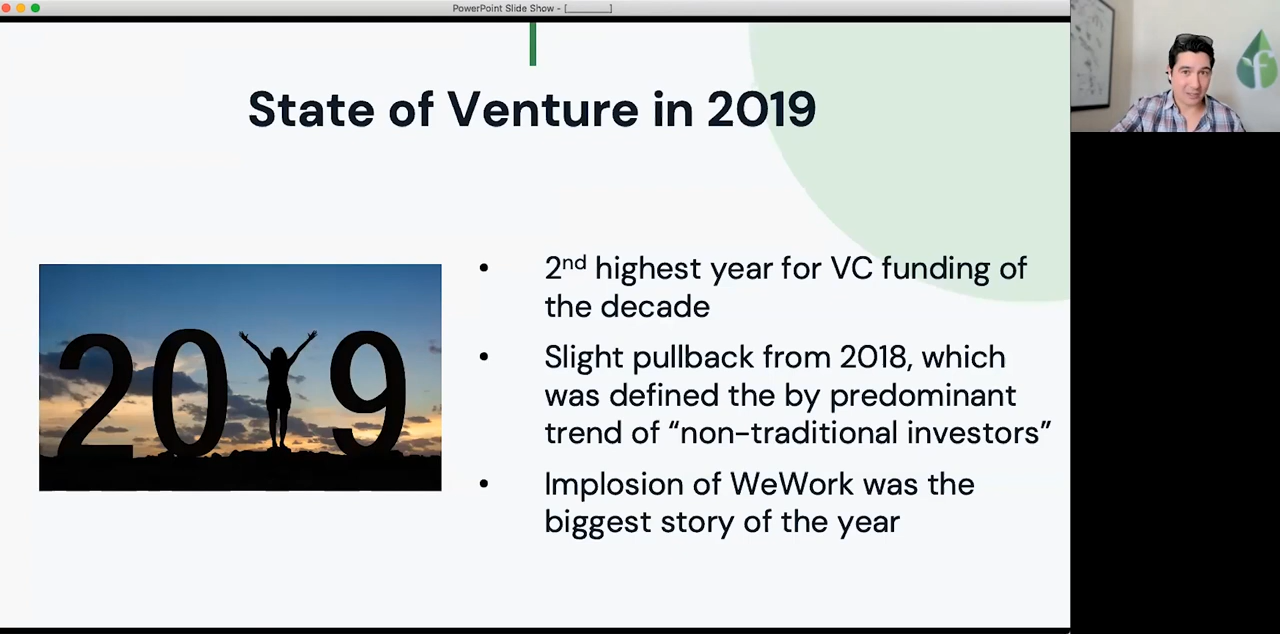 PowerPoint Slide Show - [________]
State of Venture in 2019
2019
• 2nd highest year for VC funding of
the decade
• Slight pullback from 2018, which
was defined the by predominant
trend of “non-traditional investors”
• Implosion of WeWork was the
biggest story of the year
f